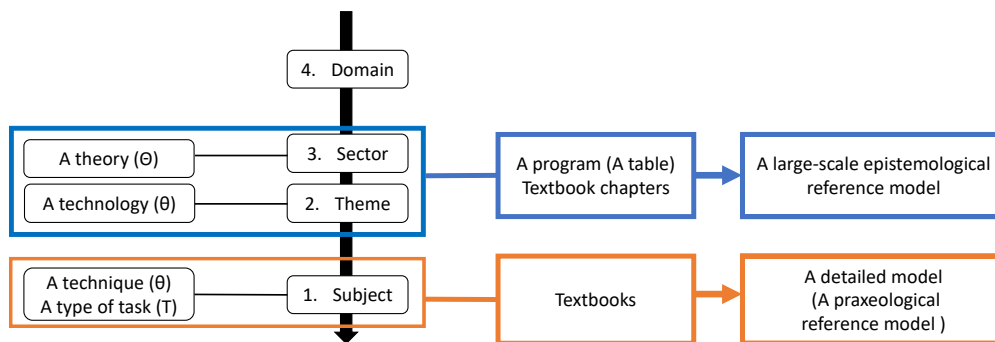 4. Domain
A theory (Θ)
3. Sector
A technology (θ)
2. Theme
A program (A table)
Textbook chapters
A large-scale epistemological
reference model
A technique (θ)
A type of task (T)
1. Subject
Textbooks
A detailed model
(A praxeological
reference model )